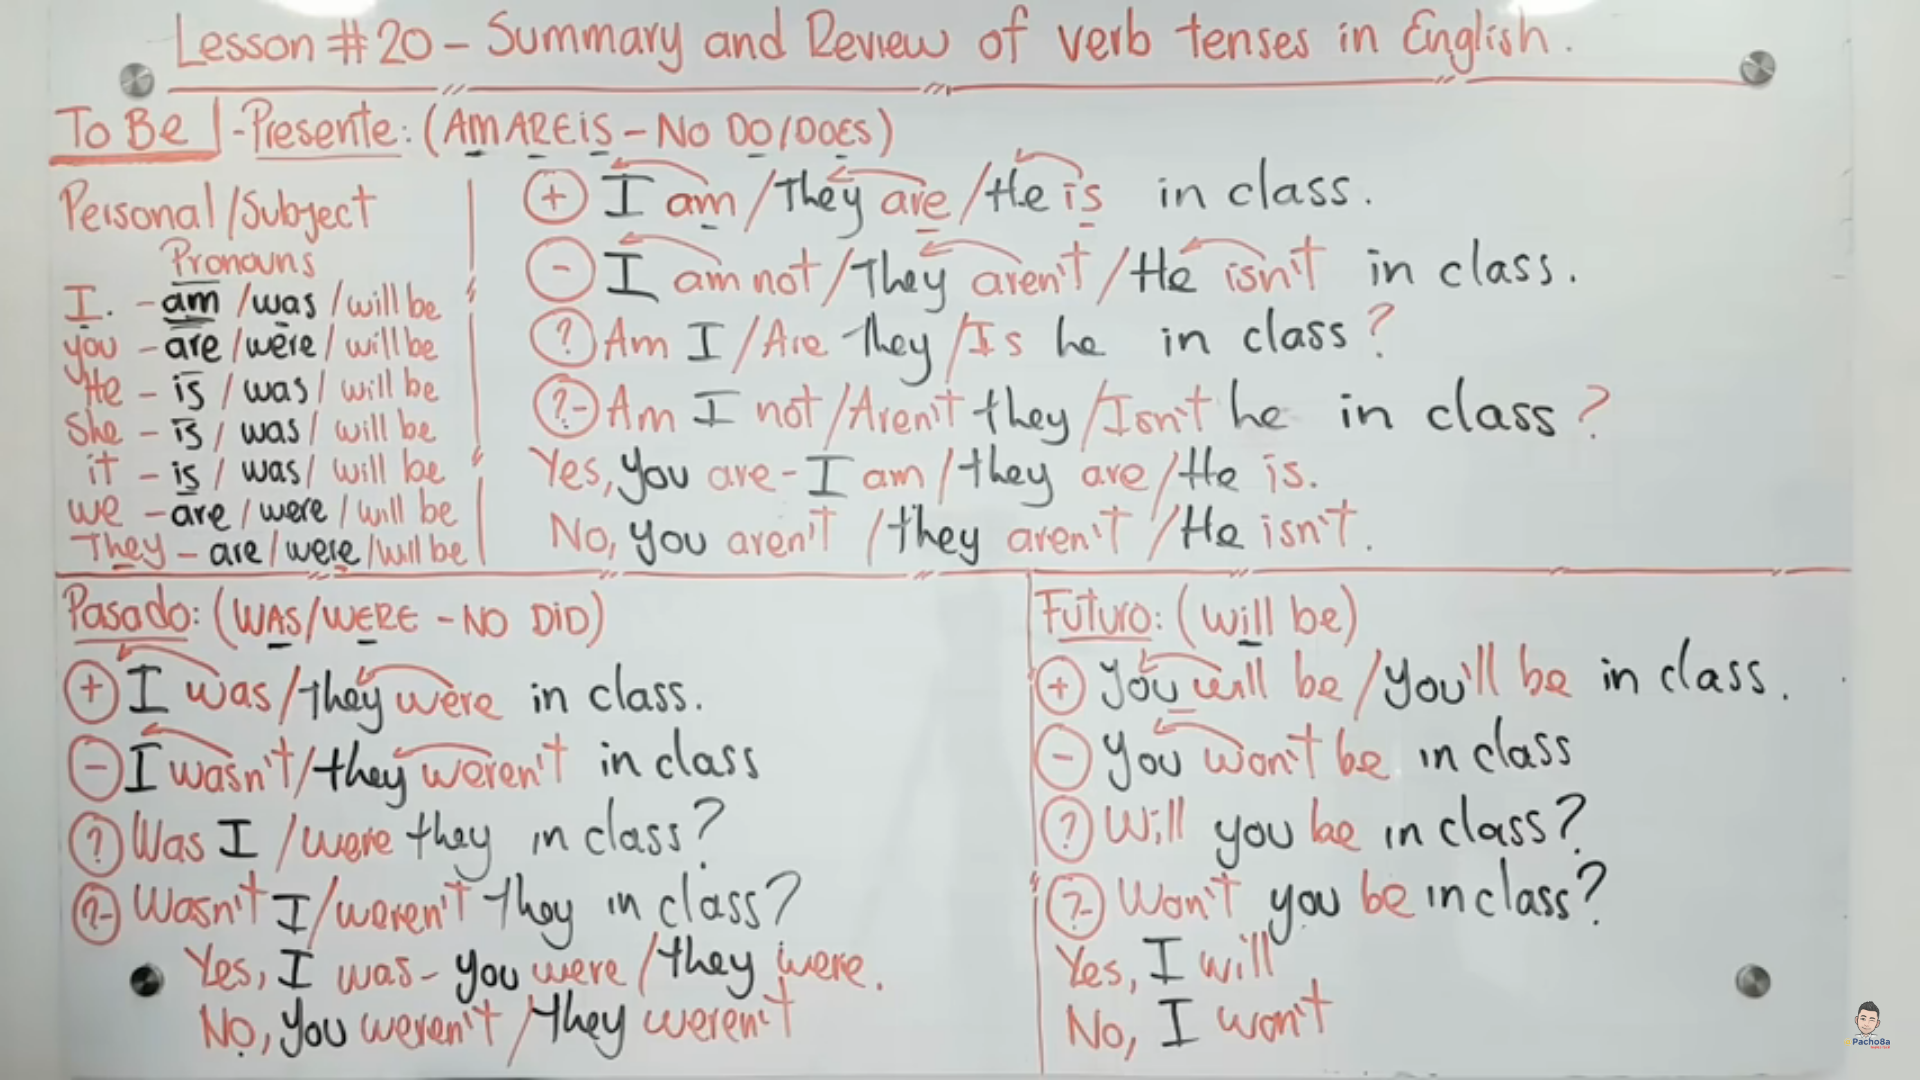 Lesson #20 - Summary and Review of verb tenses in English.
To Be - Presente: (AM ARE iS - NO DO/DOES)
Personal/Subject
Pronouns
I. - am / was / will be
you - are / were / will be
He - is / was / will be
She - is / was / will be
it - is / was / will be
we - are / were / will be
They - are / were / will be
(+) I am / They are / He is in class.
(-) I am not / They aren't / He isn't in class.
(?) Am I / Are they / Is he in class?
(?-) Am I not / Aren't they / Isn't he in class?
Yes, you are - I am / they are / He is.
No, you aren't / they aren't / He isn't.
Pasado: (WAS/WERE - NO DiD)
(+) I was / they were in class.
(-) I wasn't / they weren't in class
(?) Was I / were they in class?
(?-) Wasn't I / weren't they in class?
Yes, I was - you were / they were.
No, you weren't / they weren't
Futuro: (will be)
(+) You will be / you'll be in class.
(-) You won't be in class
(?) Will you be in class?
(?-) Won't you be in class?
Yes, I will
No, I won't
Pacho8a